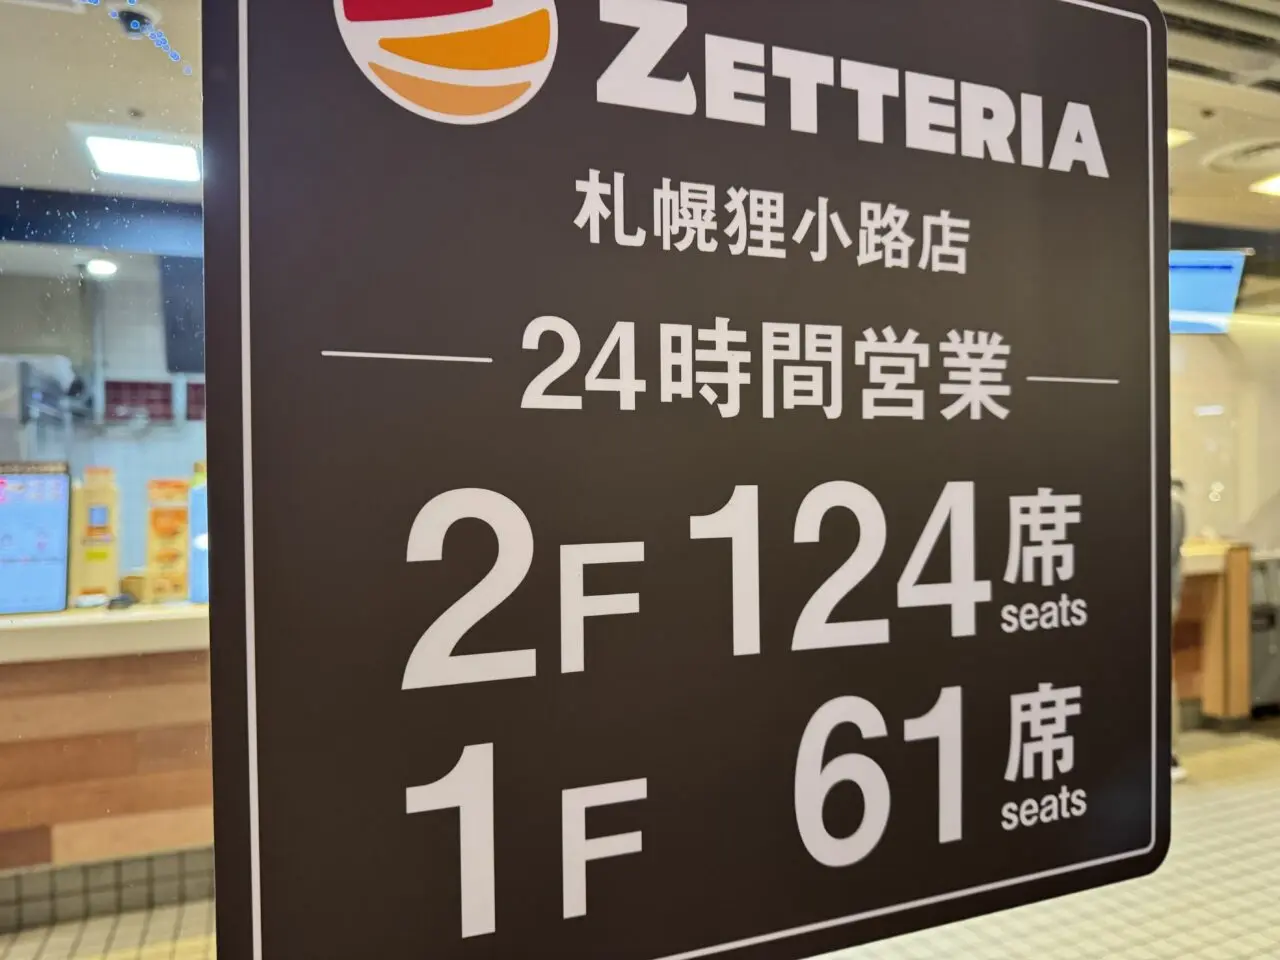 ZETTERIA
札幌狸小路店
24時間営業
2F 124席
seats
1F 61席
seats